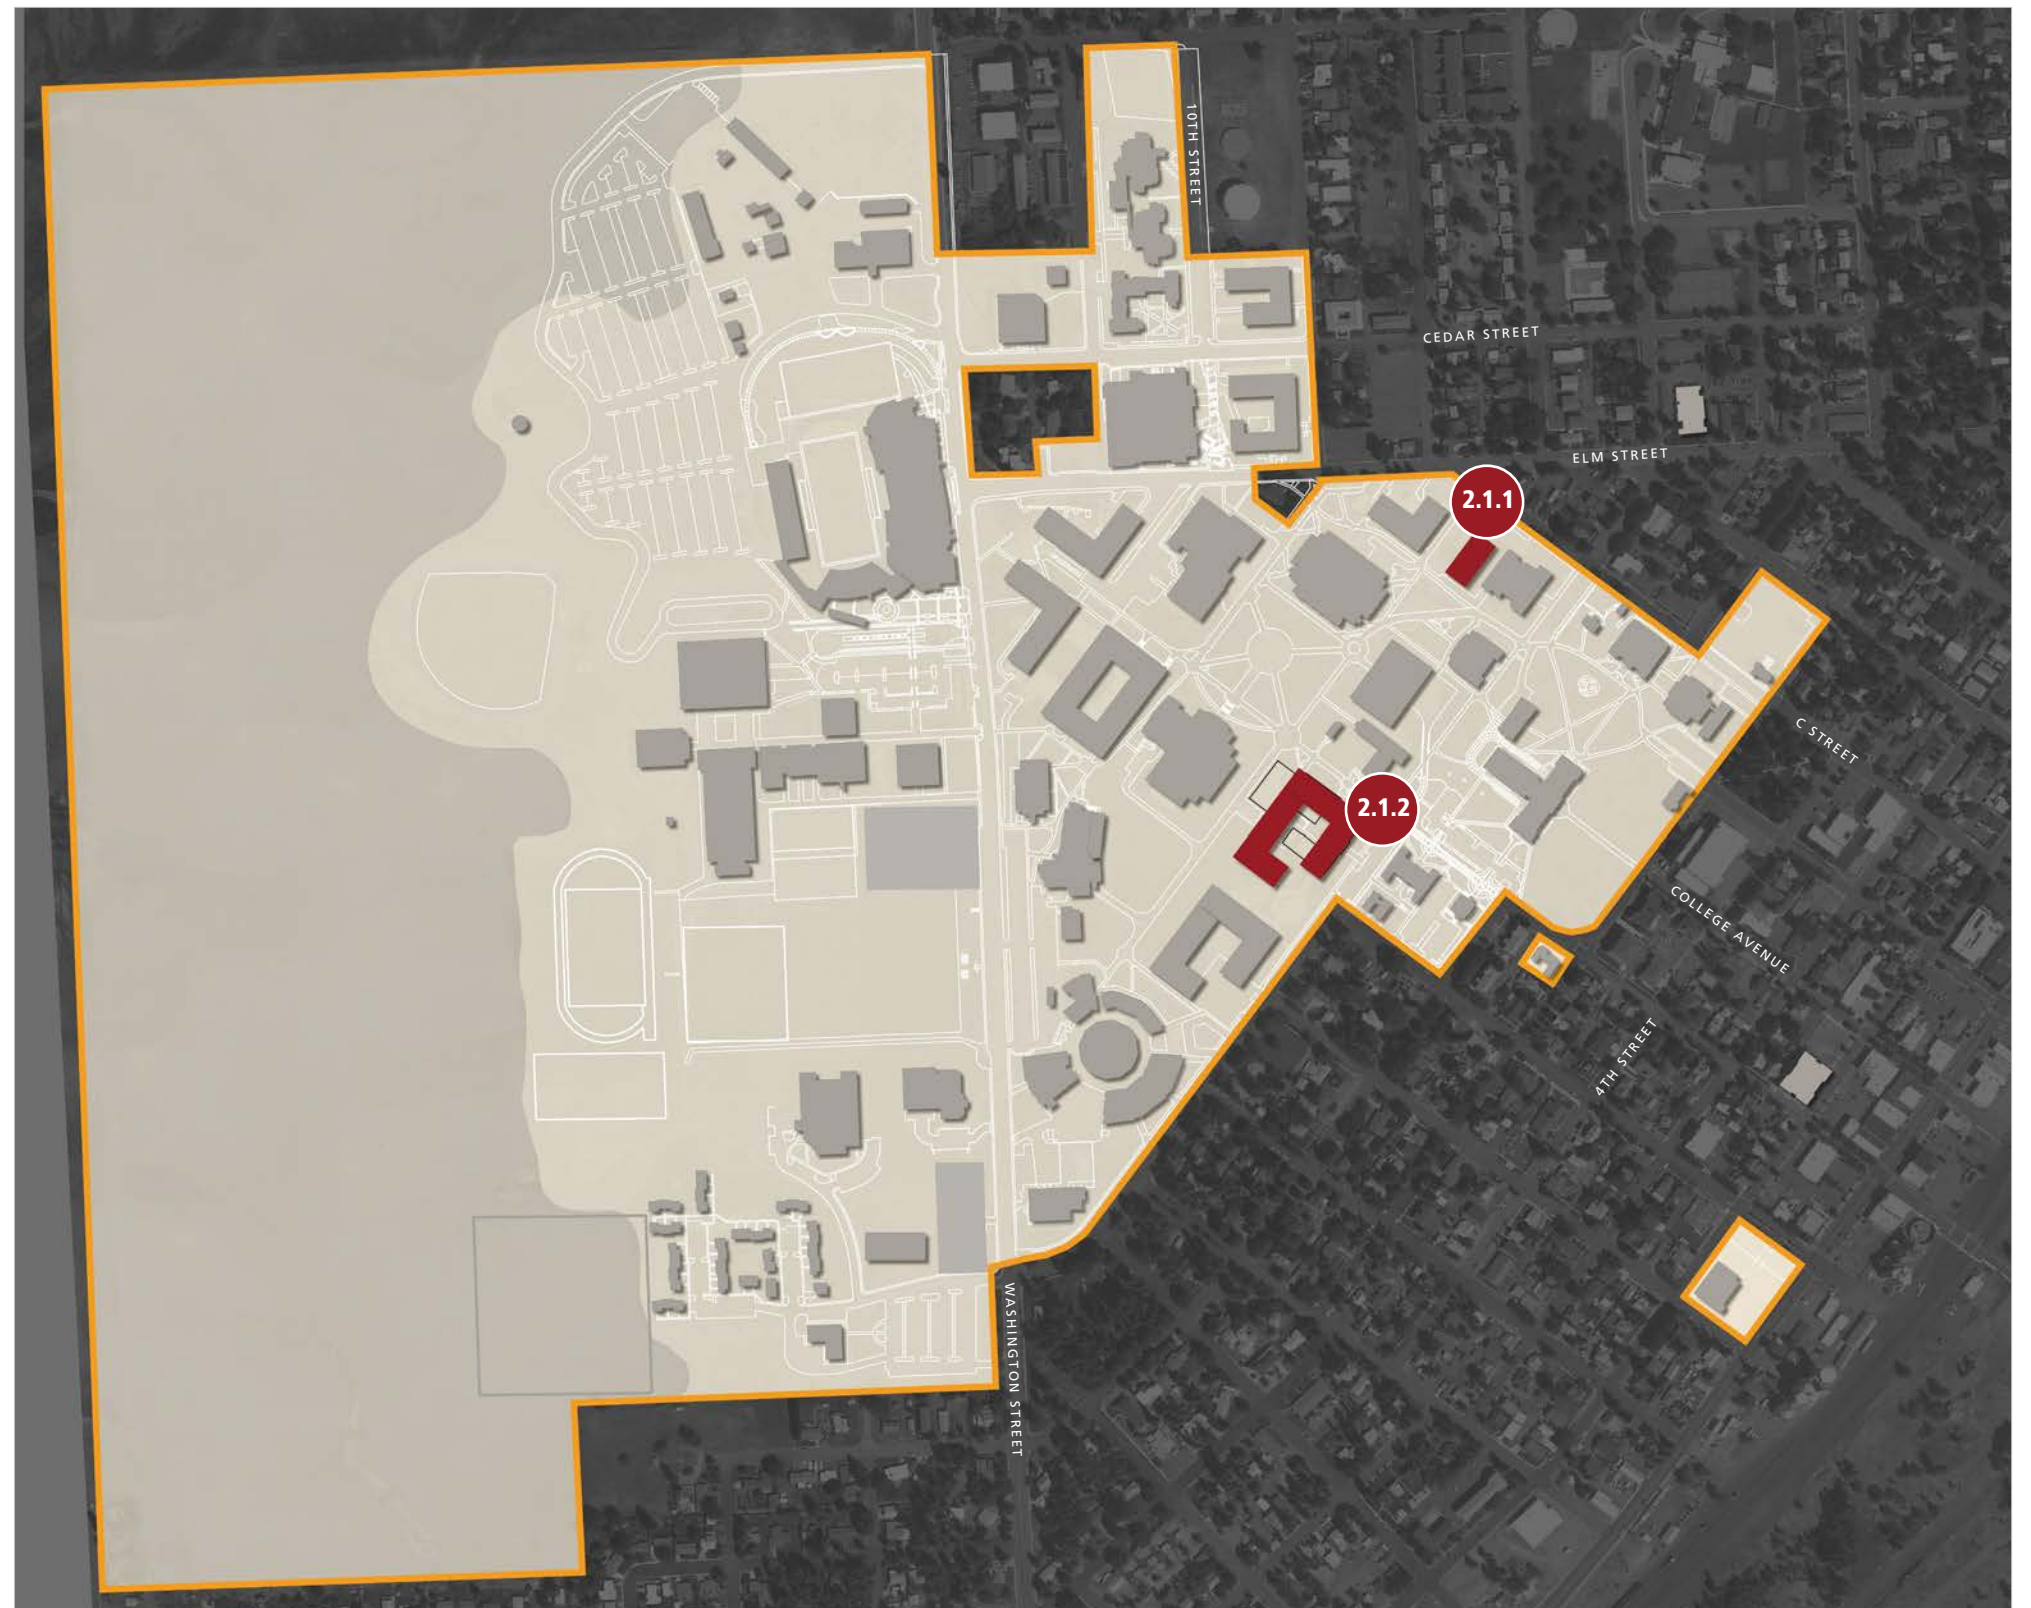 10TH STREET
CEDAR STREET
ELM STREET
2.1.1
C STREET
2.1.2
COLLEGE AVENUE
4TH STREET
WASHINGTON STREET